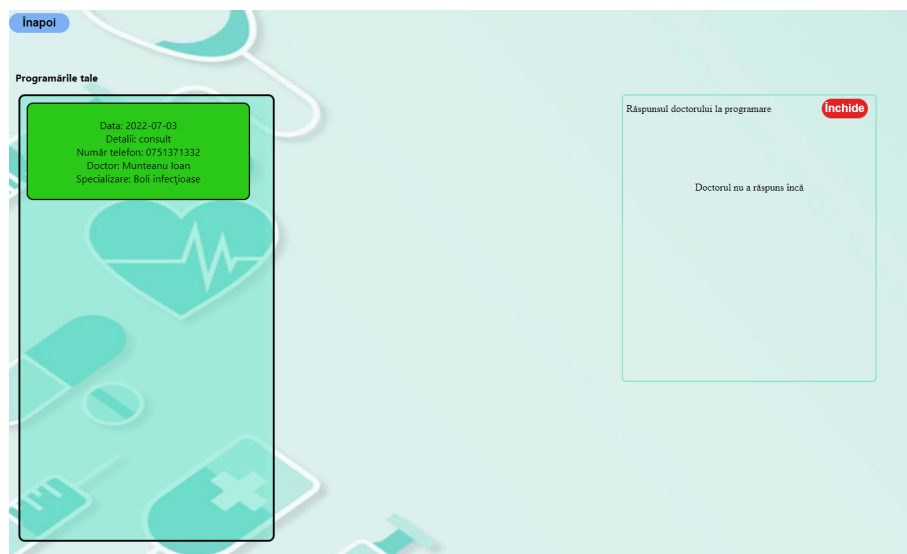 Înapoi
Programările tale
Data: 2022-07-03
Detalii: consult
Număr telefon: 0751371332
Doctor: Munteanu Ioan
Specializare: Boli infecțioase
Răspunsul doctorului la programare
Închide
Doctorul nu a răspuns încă